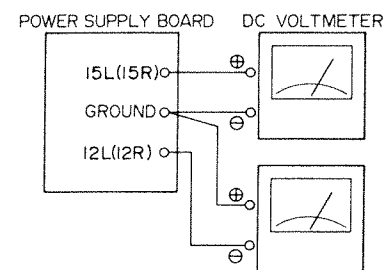 POWER SUPPLY BOARD DC VOLTMETER
15L(15R)
⊕
GROUND
⊖
12L(12R)
⊕
⊖